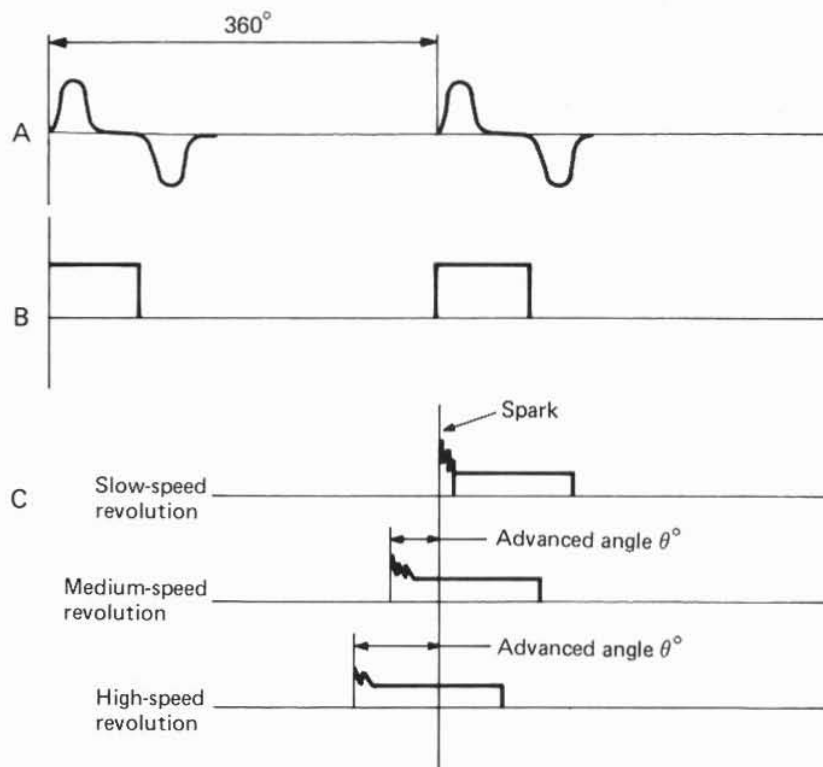 360°
A
B
Spark
C
Slow-speed
revolution
Advanced angle θ°
Medium-speed
revolution
Advanced angle θ°
High-speed
revolution